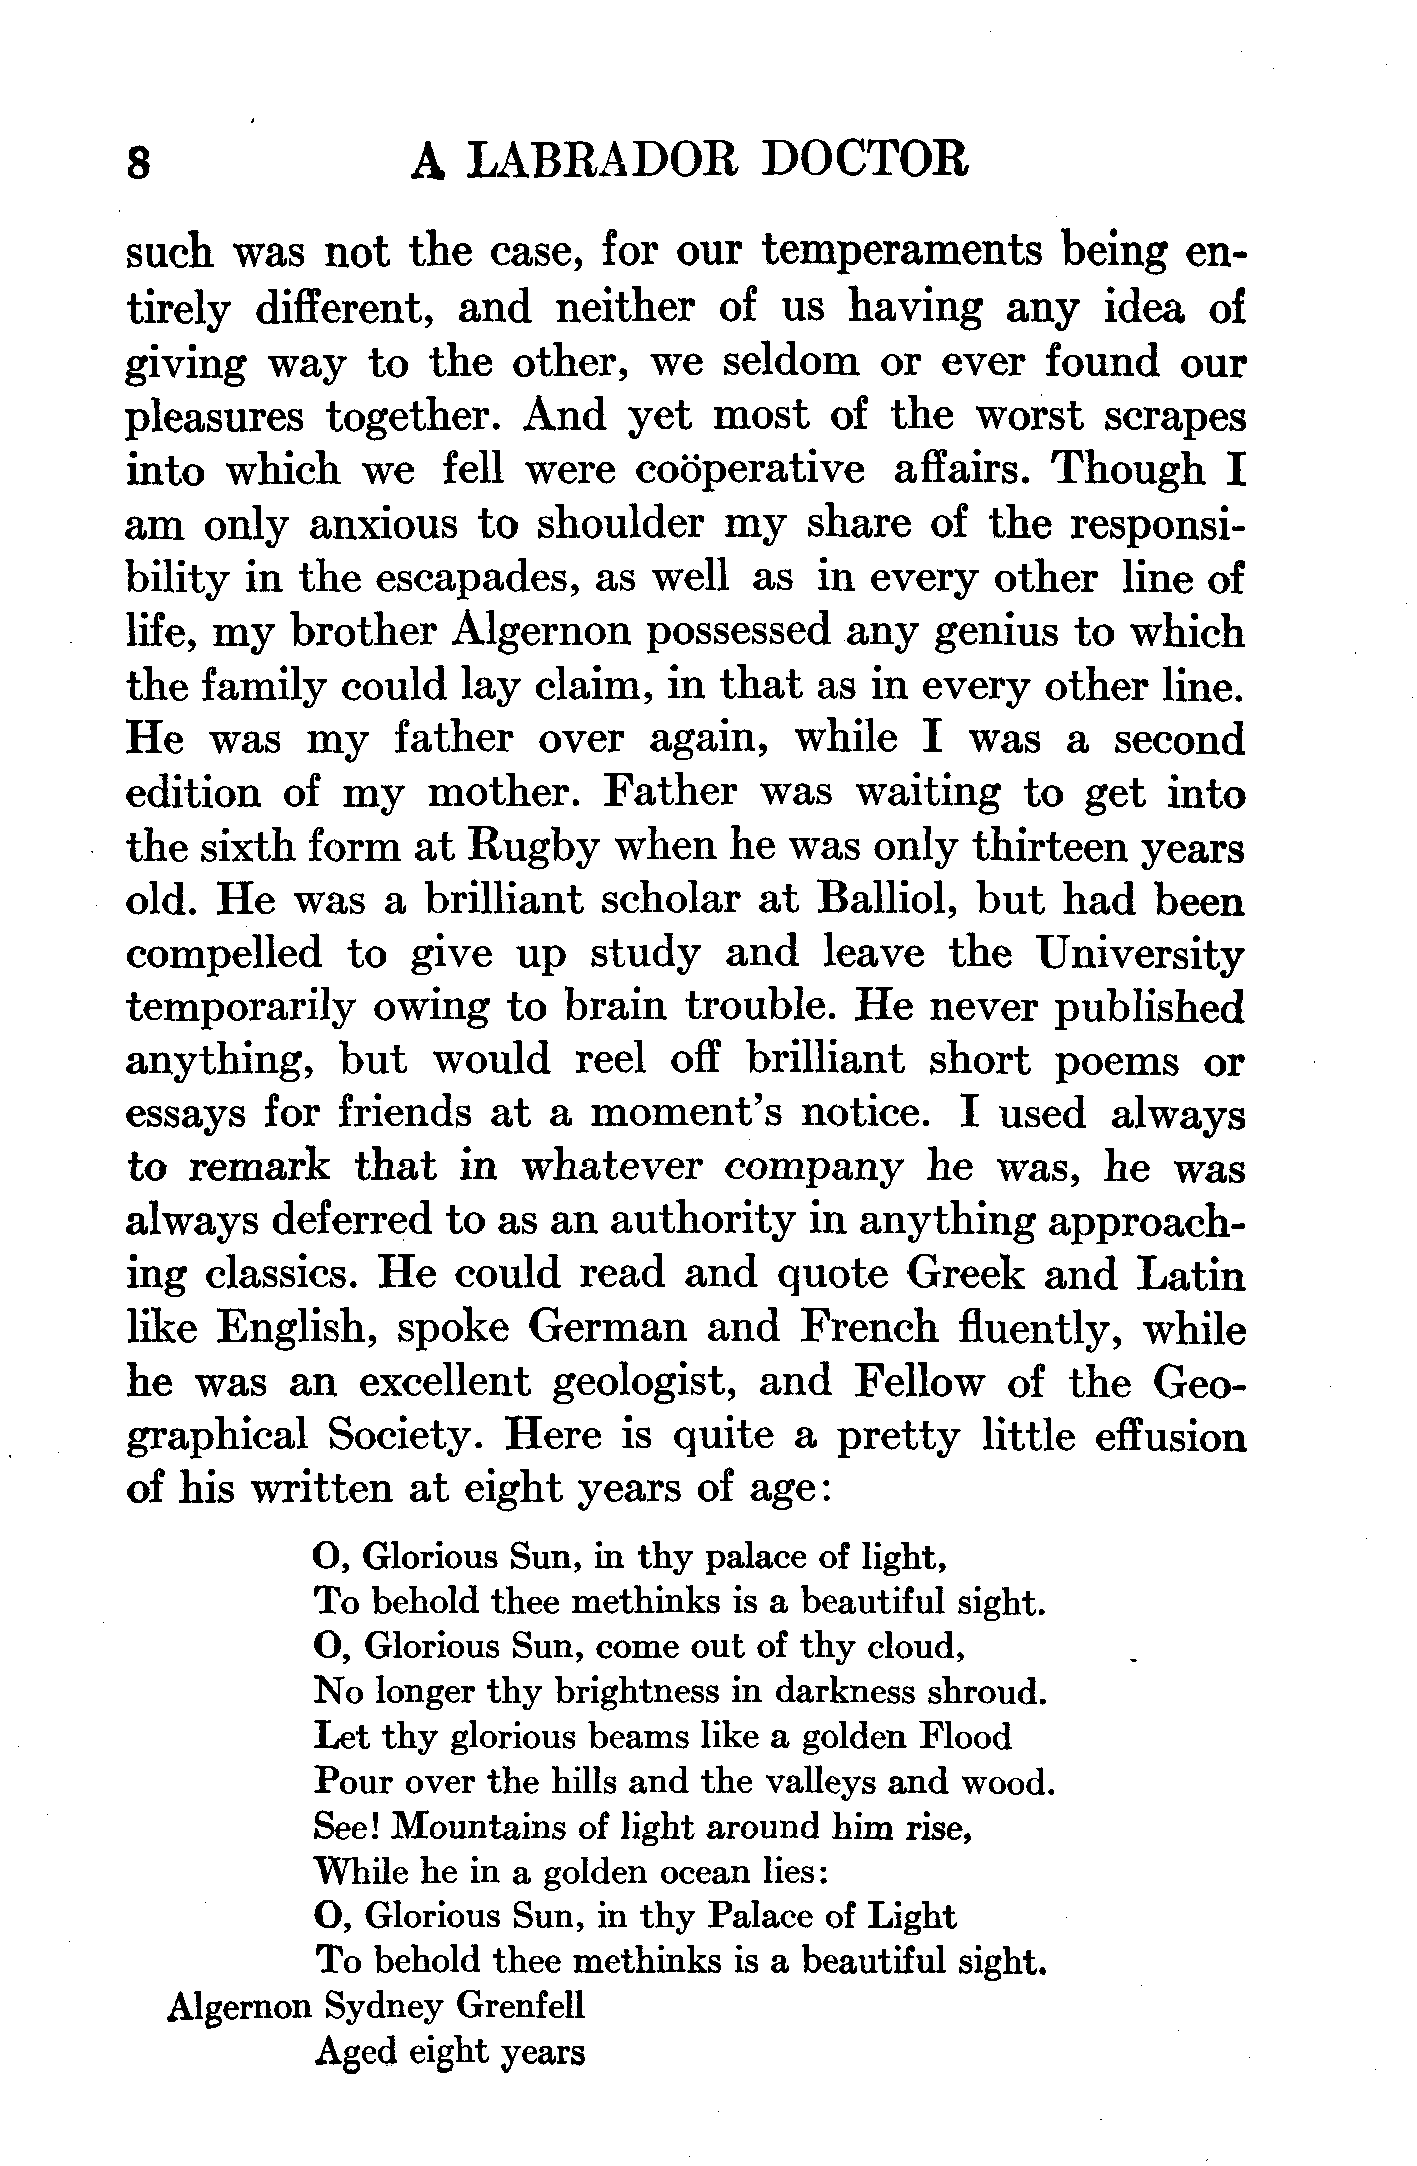 8 A LABRADOR DOCTOR
such was not the case, for our temperaments being en-
tirely different, and neither of us having any idea of
giving way to the other, we seldom or ever found our
pleasures together. And yet most of the worst scrapes
into which we fell were coöperative affairs. Though I
am only anxious to shoulder my share of the responsi-
bility in the escapades, as well as in every other line of
life, my brother Algernon possessed any genius to which
the family could lay claim, in that as in every other line.
He was my father over again, while I was a second
edition of my mother. Father was waiting to get into
the sixth form at Rugby when he was only thirteen years
old. He was a brilliant scholar at Balliol, but had been
compelled to give up study and leave the University
temporarily owing to brain trouble. He never published
anything, but would reel off brilliant short poems or
essays for friends at a moment's notice. I used always
to remark that in whatever company he was, he was
always deferred to as an authority in anything approach-
ing classics. He could read and quote Greek and Latin
like English, spoke German and French fluently, while
he was an excellent geologist, and Fellow of the Geo-
graphical Society. Here is quite a pretty little effusion
of his written at eight years of age:
O, Glorious Sun, in thy palace of light,
To behold thee methinks is a beautiful sight.
O, Glorious Sun, come out of thy cloud,
No longer thy brightness in darkness shroud.
Let thy glorious beams like a golden Flood
Pour over the hills and the valleys and wood.
See! Mountains of light around him rise,
While he in a golden ocean lies:
O, Glorious Sun, in thy Palace of Light
To behold thee methinks is a beautiful sight.
Algernon Sydney Grenfell
Aged eight years